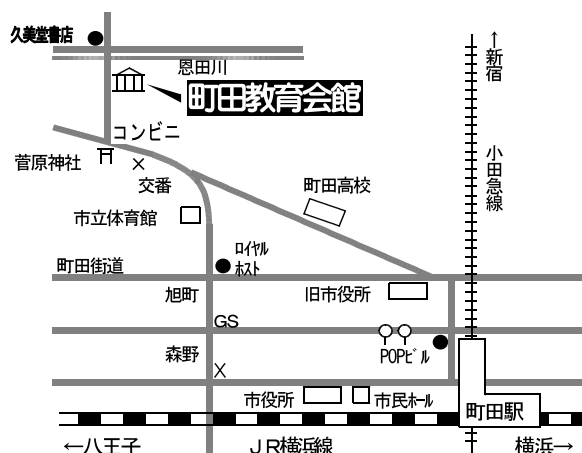 久美堂書店
恩田川
町田教育会館
↑新宿
コンビニ
菅原神社
交番
小田急線
町田高校
市立体育館
ロイヤル
ホスト
町田街道
旭町
旧市役所
GS
森野
POPビル
市役所
市民ホール
町田駅
←八王子
JR横浜線
横浜→